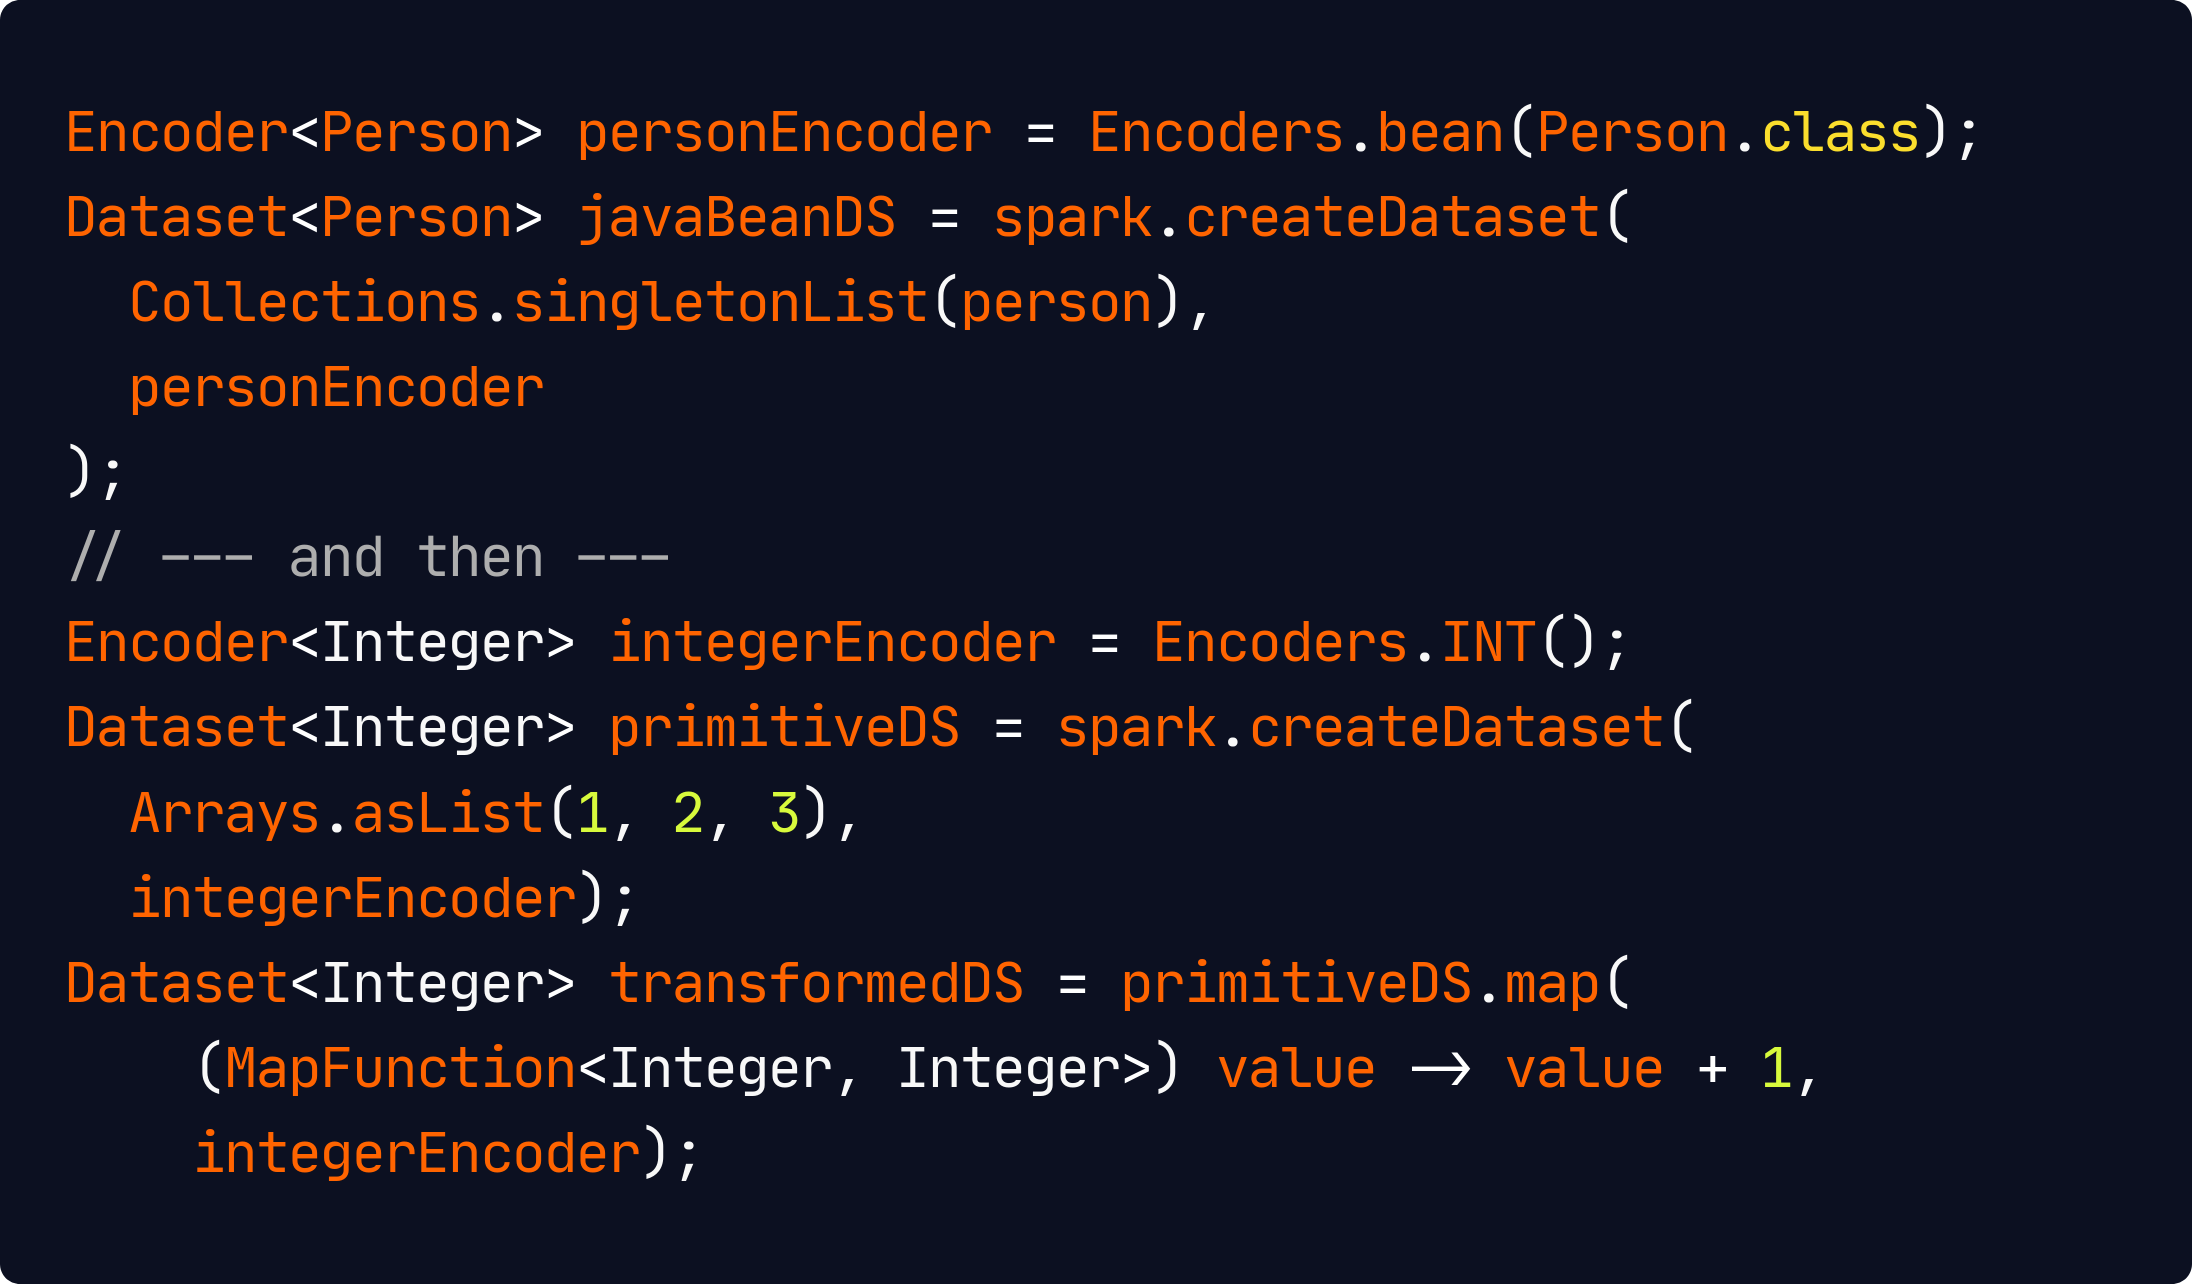 Encoder<Person> personEncoder = Encoders.bean(Person.class);
Dataset<Person> javaBeanDS = spark.createDataset(
  Collections.singletonList(person),
  personEncoder
);
// --- and then ---
Encoder<Integer> integerEncoder = Encoders.INT();
Dataset<Integer> primitiveDS = spark.createDataset(
  Arrays.asList(1, 2, 3),
  integerEncoder);
Dataset<Integer> transformedDS = primitiveDS.map(
    (MapFunction<Integer, Integer>) value -> value + 1,
    integerEncoder);